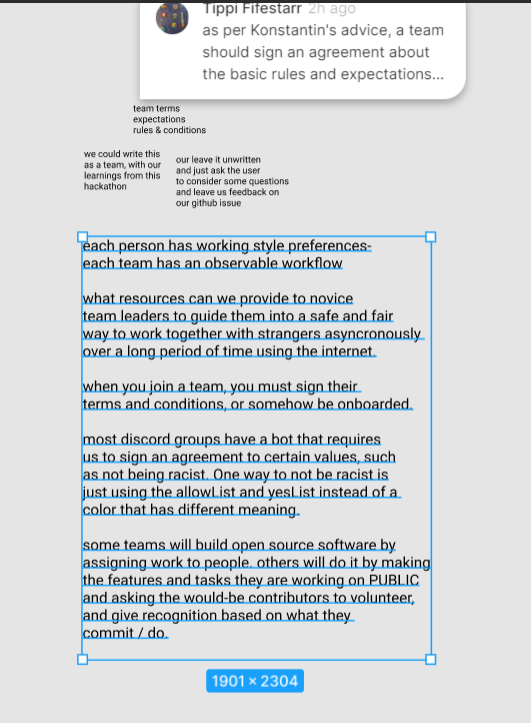 Tippi Fifestarr 2h ago
as per Konstantin's advice, a team
should sign an agreement about
the basic rules and expectations...
team terms
expectations
rules & conditions
we could write this
as a team, with our
learnings from this
hackathon
our leave it unwritten
and just ask the user
to consider some questions
and leave us feedback on
our github issue
each person has working style preferences-
each team has an observable workflow
what resources can we provide to novice
team leaders to guide them into a safe and fair
way to work together with strangers asyncronously
over a long period of time using the internet.
when you join a team, you must sign their
terms and conditions, or somehow be onboarded.
most discord groups have a bot that requires
us to sign an agreement to certain values, such
as not being racist. One way to not be racist is
just using the allowList and yesList instead of a
color that has different meaning.
some teams will build open source software by
assigning work to people. others will do it by making
the features and tasks they are working on PUBLIC
and asking the would-be contributors to volunteer,
and give recognition based on what they
commit / do.
1901 × 2304